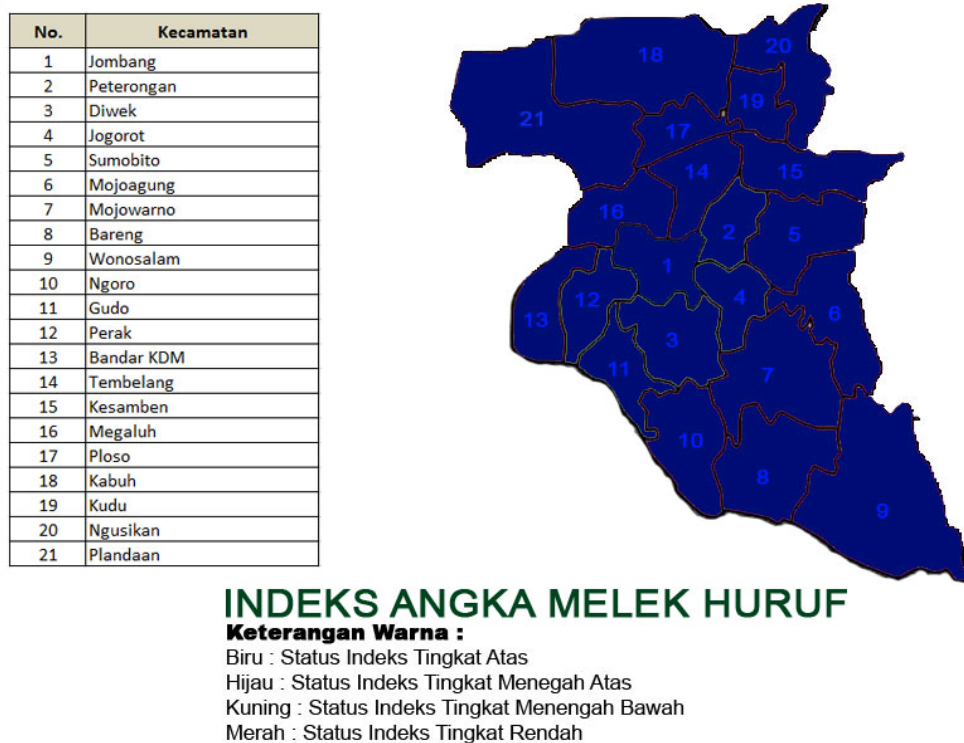 No. Kecamatan
1 Jombang
2 Peterongan
3 Diwek
4 Jogorot
5 Sumobito
6 Mojoagung
7 Mojowarno
8 Bareng
9 Wonosalam
10 Ngoro
11 Gudo
12 Perak
13 Bandar KDM
14 Tembelang
15 Kesamben
16 Megaluh
17 Ploso
18 Kabuh
19 Kudu
20 Ngusikan
21 Plandaan
20
18
19
21
17
14
15
16
2
5
1
4
12
13
6
3
11
7
10
8
9
INDEKS ANGKA MELEK HURUF
Keterangan Warna :
Biru : Status Indeks Tingkat Atas
Hijau : Status Indeks Tingkat Menegah Atas
Kuning : Status Indeks Tingkat Menengah Bawah
Merah : Status Indeks Tingkat Rendah